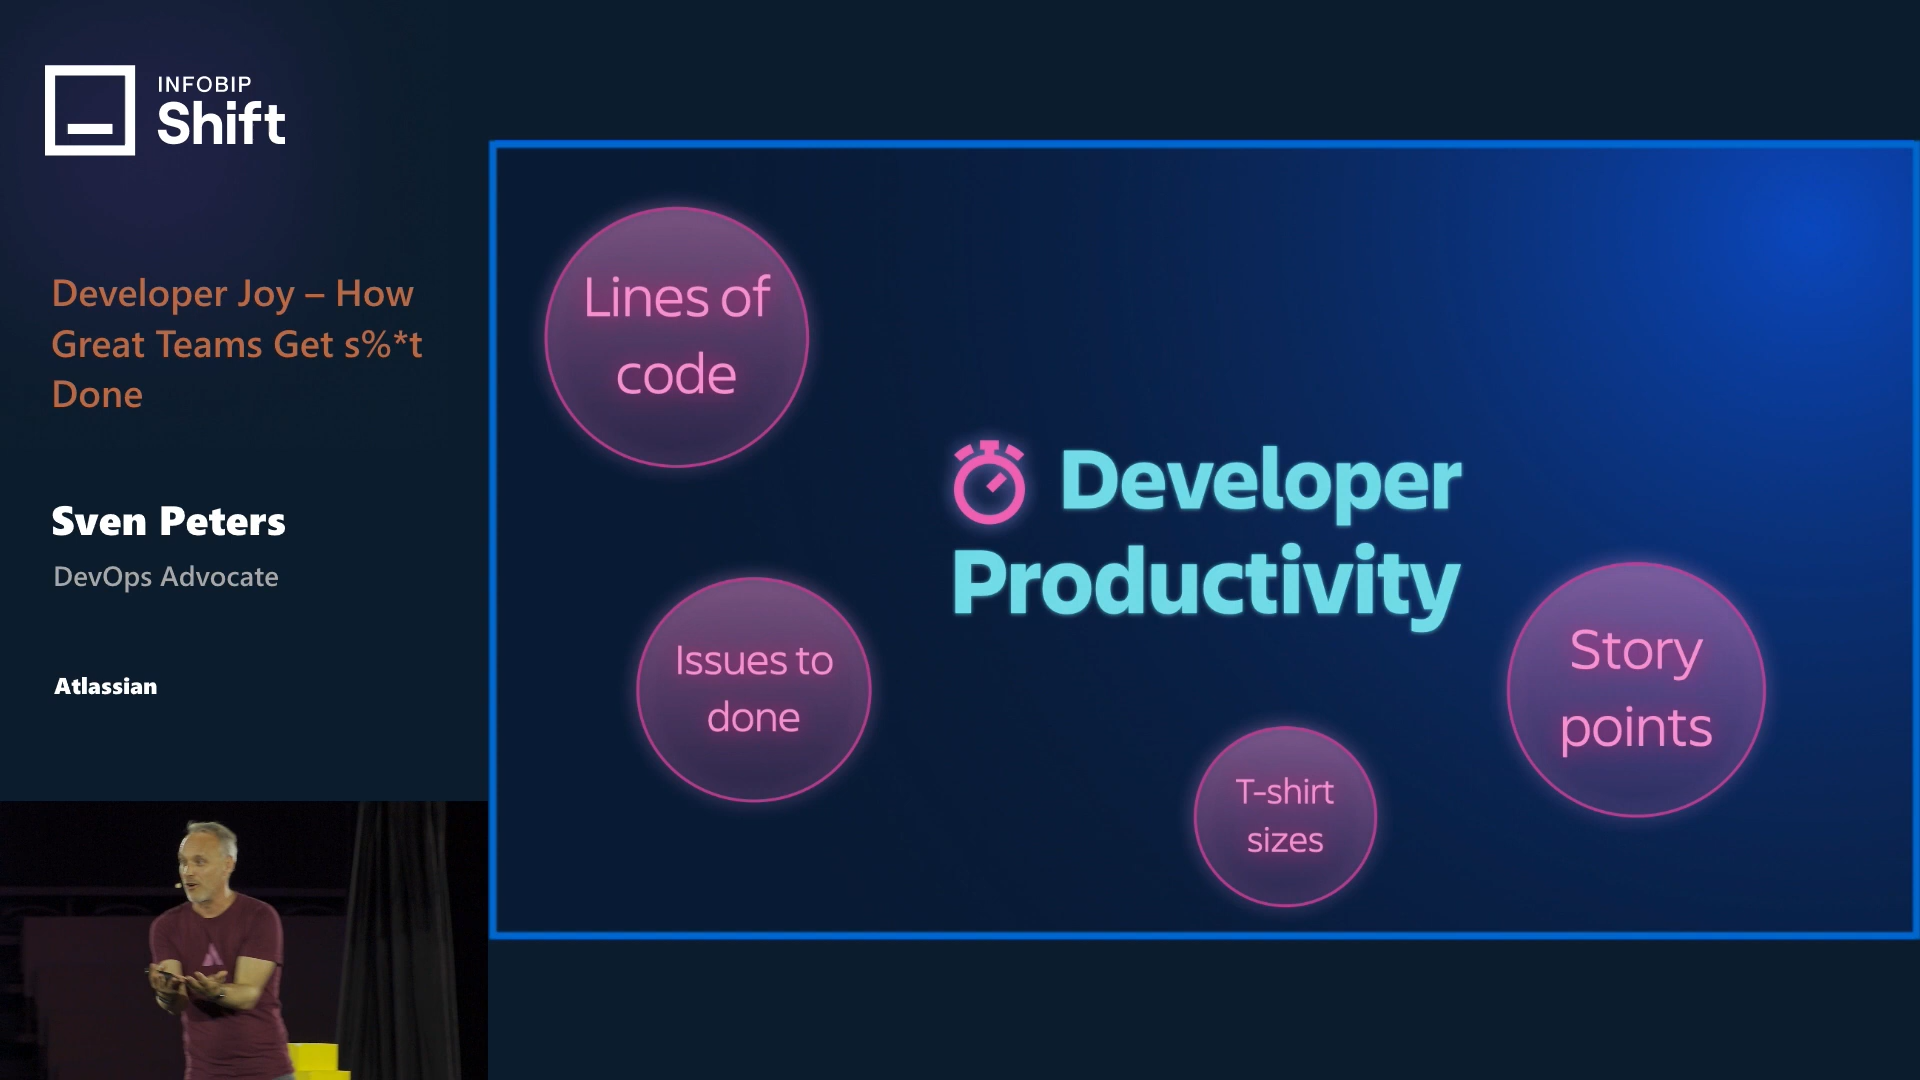 INFOBIP
Shift
Developer Joy – How
Great Teams Get s%*t
Done
Sven Peters
DevOps Advocate
Atlassian
Lines of
code
Developer
Productivity
Issues to
done
Story
points
T-shirt
sizes